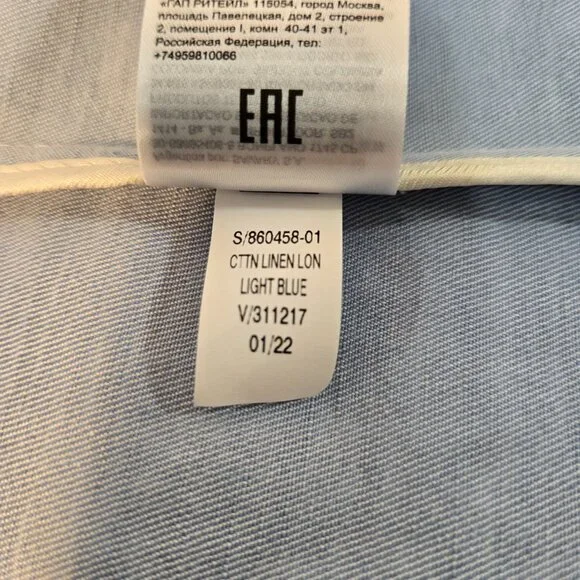 «ГАП РИТЕЙЛ» 115054, город Москва,
площадь Павелецкая, дом 2, строение
2, помещение I, комн 40-41 эт 1,
Российская Федерация, тел:
+74959810066
EAC
S/860458-01
CTTN LINEN LON
LIGHT BLUE
V/311217
01/22